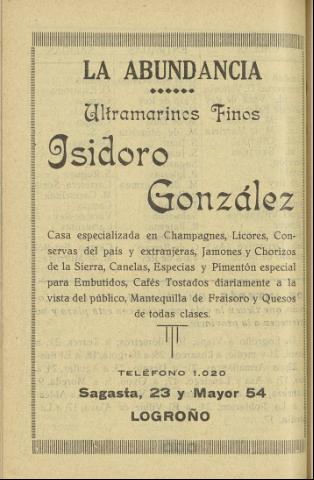 LA ABUNDANCIA
Ultramarinos Finos
Isidoro
González
Casa especializada en Champagnes, Licores, Con-
servas del país y extranjeras, Jamones y Chorizos
de la Sierra, Canelas, Especias y Pimentón especial
para Embutidos, Cafés Tostados diariamente a la
vista del público, Mantequilla de Fraisoro y Quesos
de todas clases.
TELÉFONO 1.020
Sagasta, 23 y Mayor 54
LOGROÑO